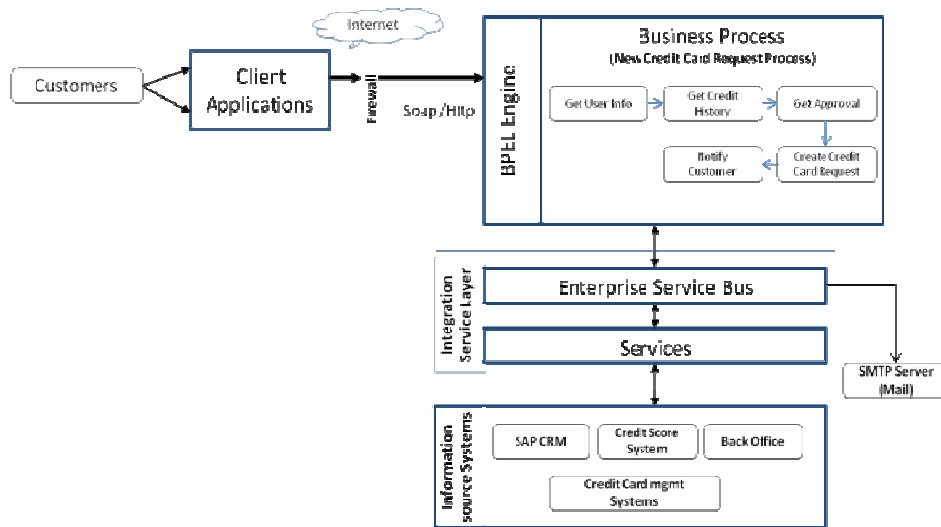 Internet
Business Process
(New Credit Card Request Process)
Customers
Client
Applications
Firewall
Soap /Http
BPEL Engine
Get User Info
Get Credit
History
Get Approval
Notify
Customer
Create Credit
Card Request
Integration
Service Layer
Enterprise Service Bus
Services
SMTP Server
(Mail)
Information
source Systems
SAP CRM
Credit Score
System
Back Office
Credit Card mgmt
Systems